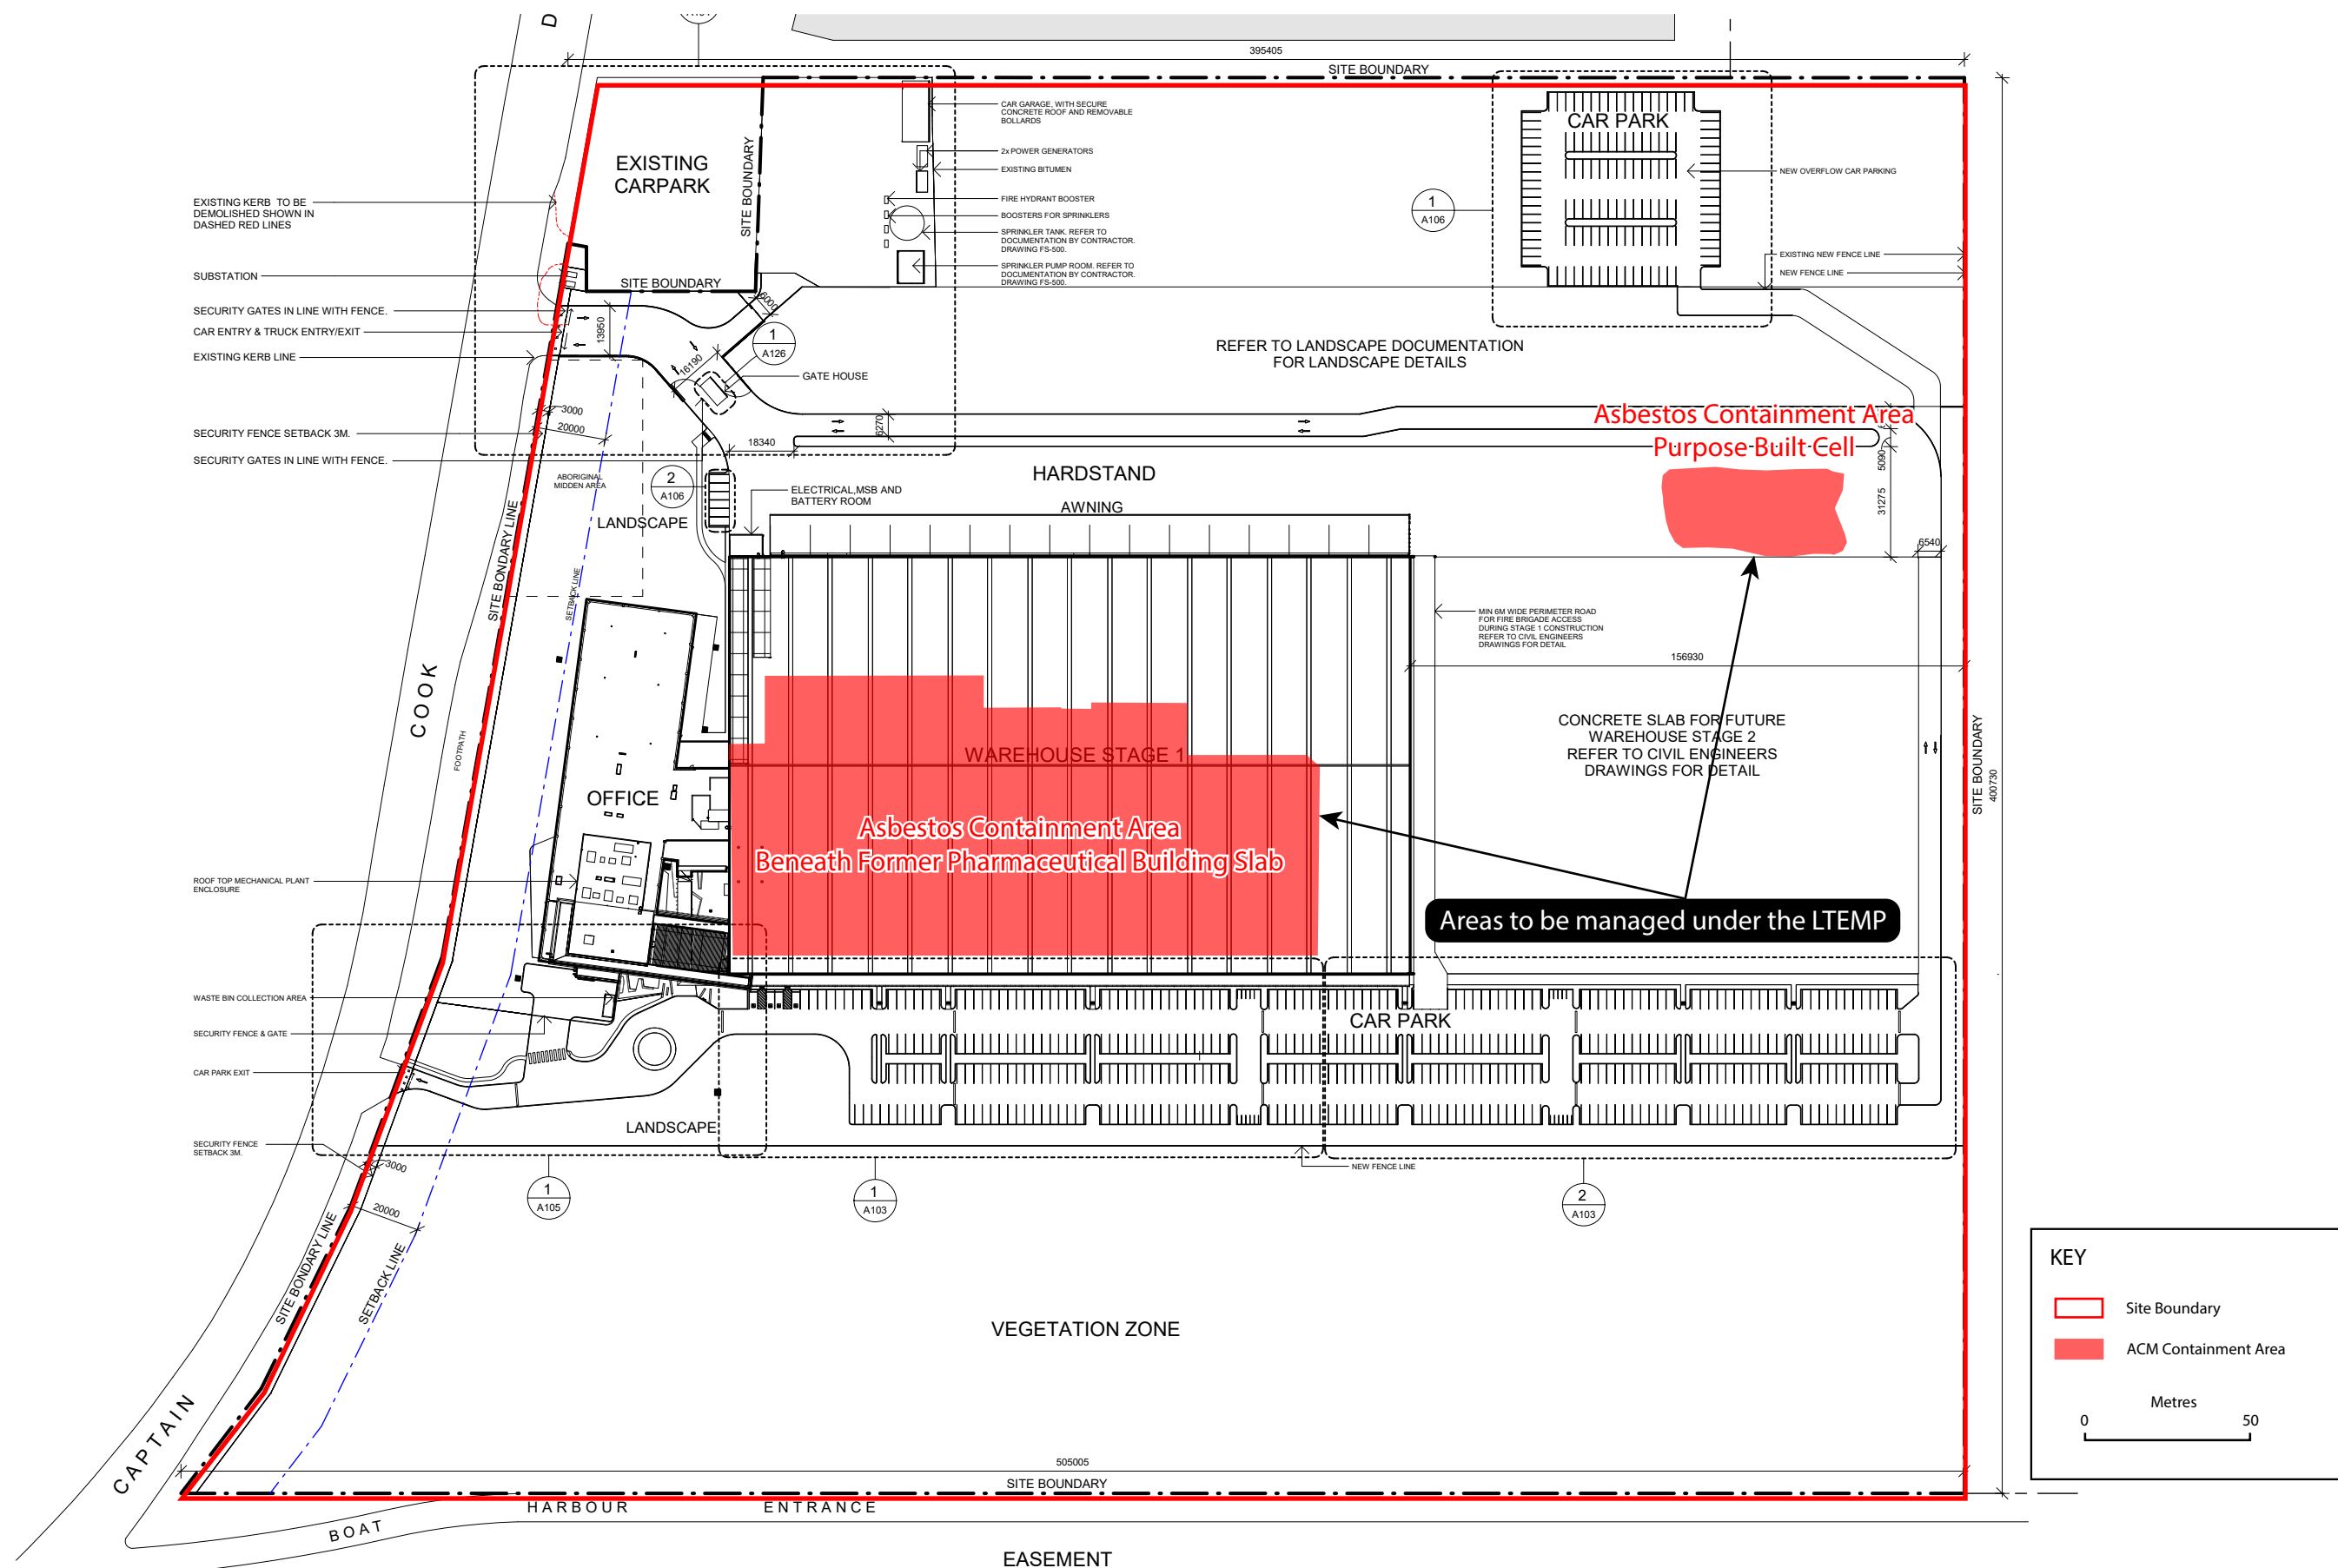 D
395405
SITE BOUNDARY
CAR GARAGE, WITH SECURE
CONCRETE ROOF AND REMOVABLE
BOLLARDS
2x POWER GENERATORS
EXISTING BITUMEN
FIRE HYDRANT BOOSTER
BOOSTERS FOR SPRINKLERS
SPRINKLER TANK. REFER TO
DOCUMENTATION BY CONTRACTOR.
DRAWING FS-500.
SPRINKLER PUMP ROOM. REFER TO
DOCUMENTATION BY CONTRACTOR.
DRAWING FS-500.
EXISTING
CARPARK
SITE BOUNDARY
SITE BOUNDARY
CAR PARK
NEW OVERFLOW CAR PARKING
1
A106
EXISTING NEW FENCE LINE
NEW FENCE LINE
EXISTING KERB TO BE
DEMOLISHED SHOWN IN
DASHED RED LINES
SUBSTATION
SECURITY GATES IN LINE WITH FENCE.
CAR ENTRY & TRUCK ENTRY/EXIT
EXISTING KERB LINE
SECURITY FENCE SETBACK 3M.
SECURITY GATES IN LINE WITH FENCE.
13950
6000
16190
1
A126
GATE HOUSE
REFER TO LANDSCAPE DOCUMENTATION
FOR LANDSCAPE DETAILS
3000
20000
18340
6270
Asbestos Containment Area
Purpose Built Cell
5090
31275
6540
ABORIGINAL
MIDDEN AREA
2
A106
LANDSCAPE
HARDSTAND
AWNING
ELECTRICAL,MSB AND
BATTERY ROOM
SITE BONDARY LINE
SETBACK LINE
COOK
FOOTPATH
MIN 6M WIDE PERIMETER ROAD
FOR FIRE BRIGADE ACCESS
DURING STAGE 1 CONSTRUCTION
REFER TO CIVIL ENGINEERS
DRAWINGS FOR DETAIL
156930
CONCRETE SLAB FOR FUTURE
WAREHOUSE STAGE 2
REFER TO CIVIL ENGINEERS
DRAWINGS FOR DETAIL
SITE BOUNDARY
400730
WAREHOUSE STAGE 1
OFFICE
Asbestos Containment Area
Beneath Former Pharmaceutical Building Slab
Areas to be managed under the LTEMP
ROOF TOP MECHANICAL PLANT
ENCLOSURE
WASTE BIN COLLECTION AREA
SECURITY FENCE & GATE
CAR PARK EXIT
SECURITY FENCE
SETBACK 3M.
CAR PARK
LANDSCAPE
NEW FENCE LINE
3000
20000
1
A105
1
A103
2
A103
SITE BONDARY LINE
SETBACK LINE
VEGETATION ZONE
CAPTAIN
505005
SITE BOUNDARY
HARBOUR ENTRANCE
BOAT
EASEMENT
KEY
Site Boundary
ACM Containment Area
Metres
0 50